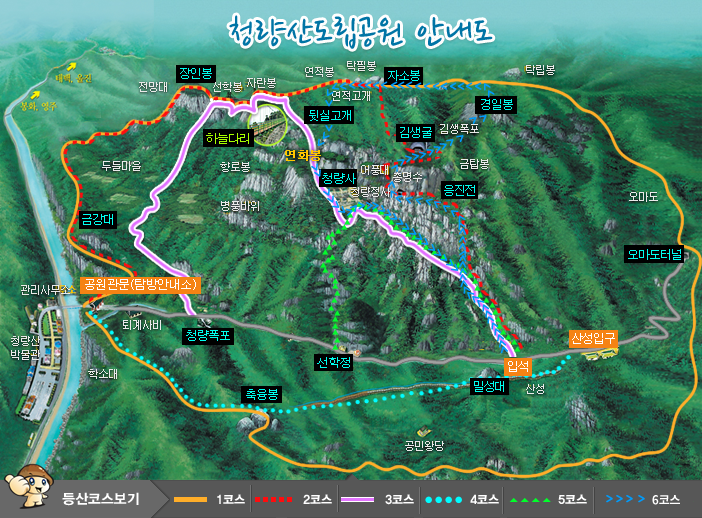 청량산도립공원 안내도
태백, 울진
봉화, 영주
전망대
장인봉
선학봉
자란봉
연적봉
탁필봉
자소봉
탁립봉
연적고개
뒷실고개
경일봉
하늘다리
김생굴
김생폭포
연화봉
두들마을
향로봉
청량사
어풍대
총명수
금탑봉
청량정사
응진전
병풍바위
오마도
금강대
오마도터널
관리사무소
공원관문(탐방안내소)
퇴계시비
청량폭포
청량산
박물관
선학정
산성입구
입석
학소대
축융봉
밀성대
산성
공민왕당
등산코스보기
1코스
2코스
3코스
4코스
5코스
6코스